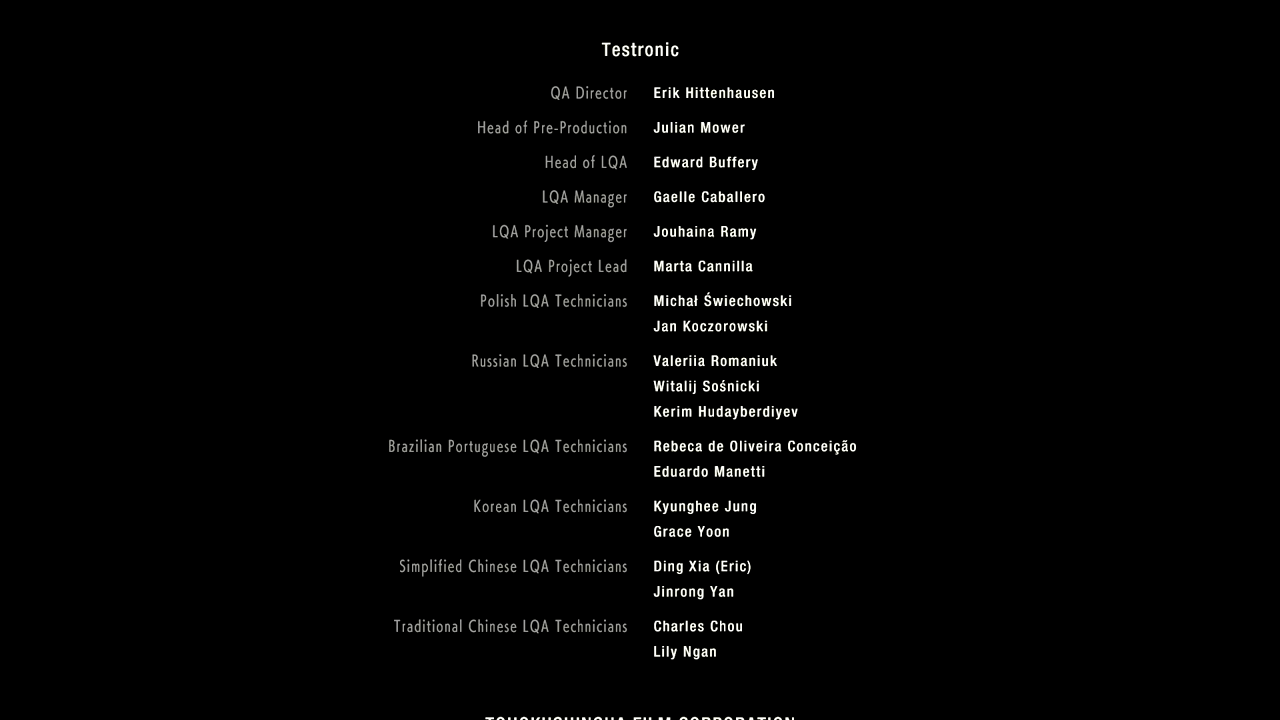 Testronic
QA Director Erik Hittenhausen
Head of Pre-Production Julian Mower
Head of LQA Edward Buffery
LQA Manager Gaelle Caballero
LQA Project Manager Jouhaina Ramy
LQA Project Lead Marta Cannilla
Polish LQA Technicians Michał Świechowski
Jan Koczorowski
Russian LQA Technicians Valeriia Romaniuk
Witalij Sośnicki
Kerim Hudayberdiyev
Brazilian Portuguese LQA Technicians Rebeca de Oliveira Conceição
Eduardo Manetti
Korean LQA Technicians Kyunghee Jung
Grace Yoon
Simplified Chinese LQA Technicians Ding Xia (Eric)
Jinrong Yan
Traditional Chinese LQA Technicians Charles Chou
Lily Ngan
FILM CORPORATION